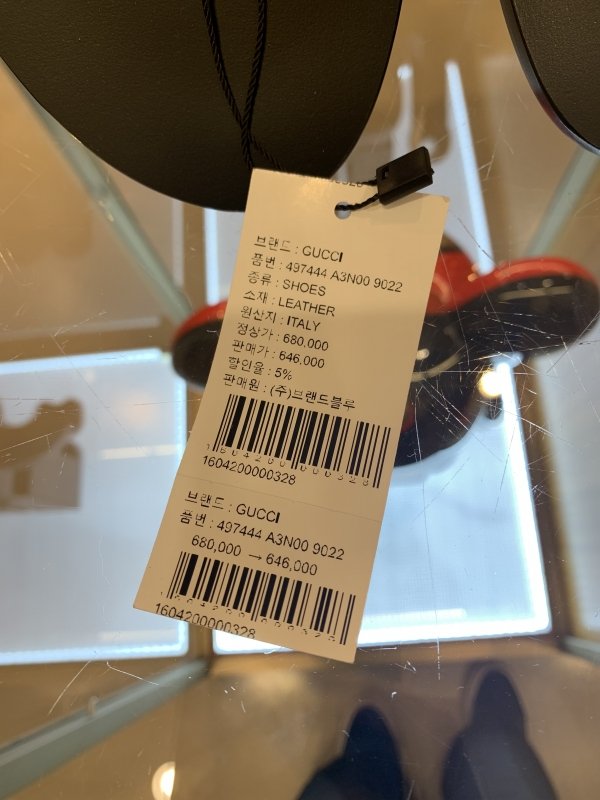 브랜드 : GUCCI
품번 : 497444 A3N00 9022
종류 : SHOES
소재 : LEATHER
원산지 : ITALY
정상가 : 680,000
판매가 : 646,000
할인율 : 5%
판매원 : (주)브랜드블루
1604200000328
1604200000328
브랜드 : GUCCI
품번 : 497444 A3N00 9022
680,000 → 646,000
1604200000328
1604200000328